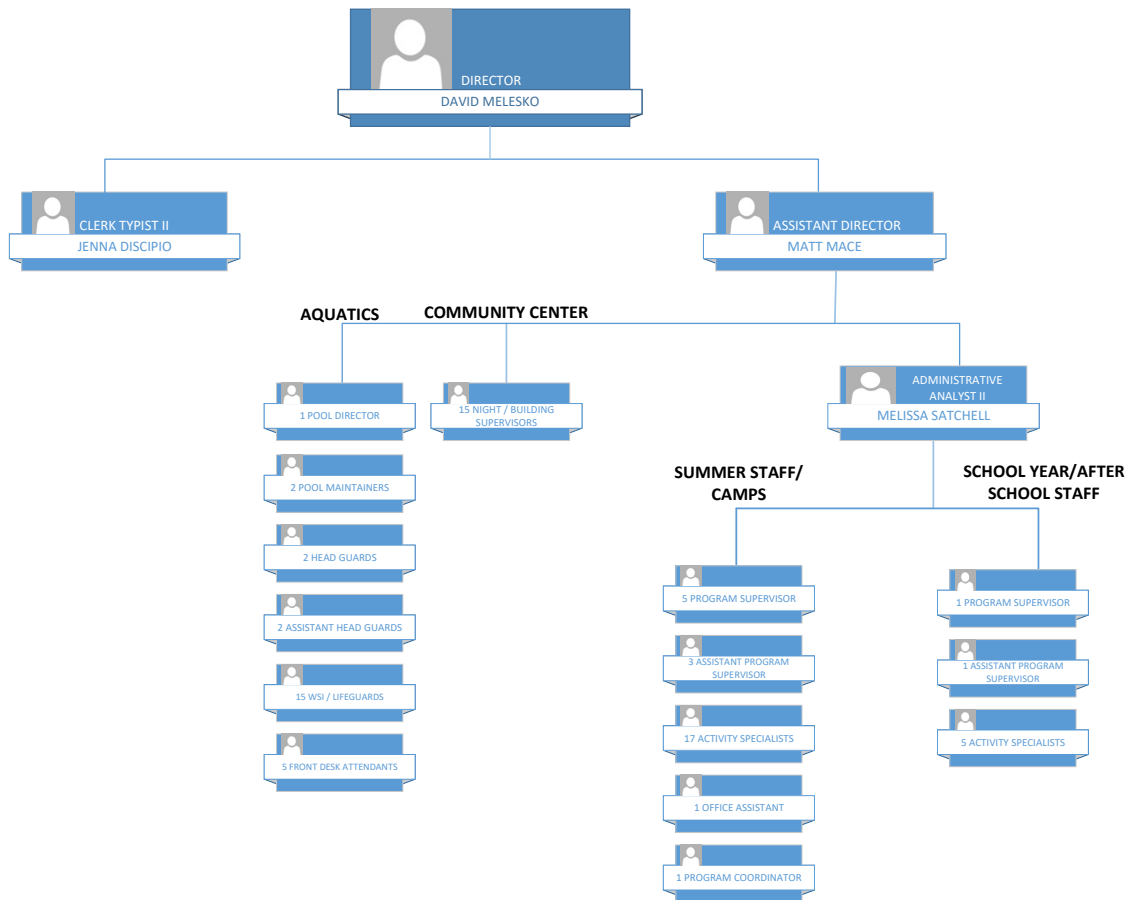 DIRECTOR
DAVID MELESKO
CLERK TYPIST II
JENNA DISCIPIO
ASSISTANT DIRECTOR
MATT MACE
AQUATICS
COMMUNITY CENTER
1 POOL DIRECTOR
2 POOL MAINTAINERS
2 HEAD GUARDS
2 ASSISTANT HEAD GUARDS
15 WSI / LIFEGUARDS
5 FRONT DESK ATTENDANTS
15 NIGHT / BUILDING
SUPERVISORS
ADMINISTRATIVE
ANALYST II
MELISSA SATCHELL
SUMMER STAFF/
CAMPS
5 PROGRAM SUPERVISOR
3 ASSISTANT PROGRAM
SUPERVISOR
17 ACTIVITY SPECIALISTS
1 OFFICE ASSISTANT
1 PROGRAM COORDINATOR
SCHOOL YEAR/AFTER
SCHOOL STAFF
1 PROGRAM SUPERVISOR
1 ASSISTANT PROGRAM
SUPERVISOR
5 ACTIVITY SPECIALISTS